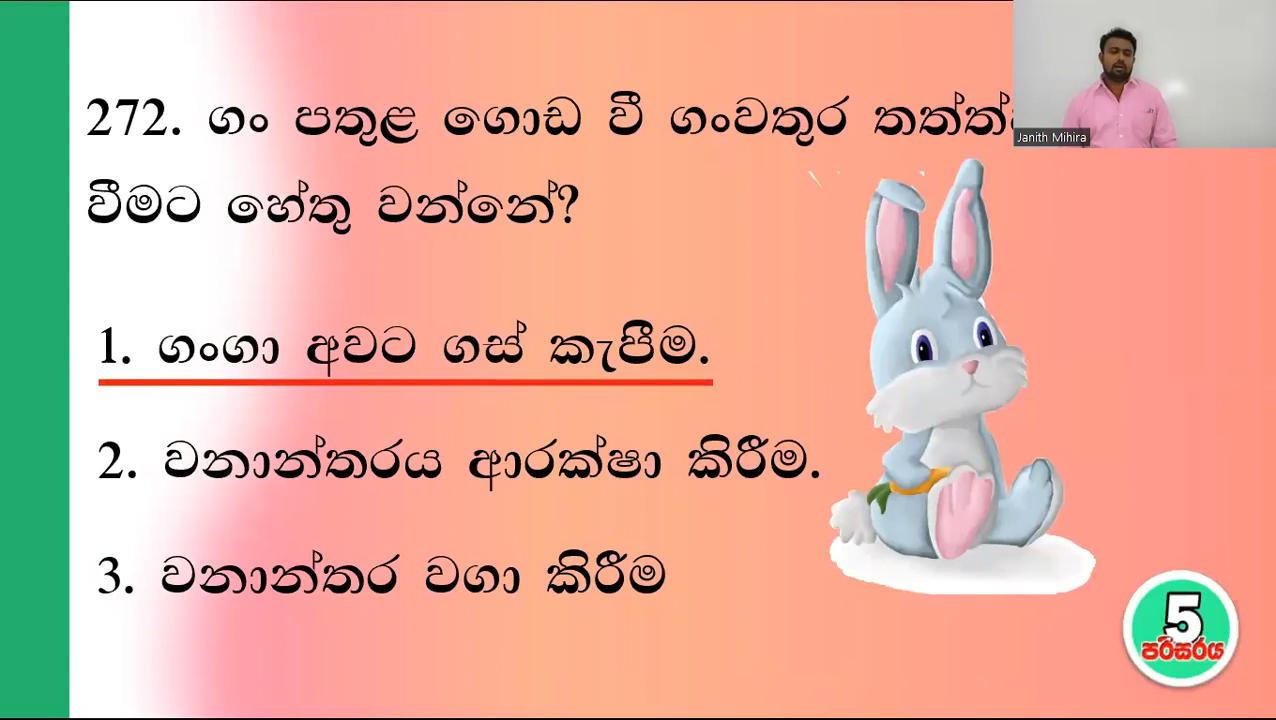 272. ගං පතුළ ගොඩ වී ගංවතුර
වීමට හේතු වන්නේ?
1. ගංගා අවට ගස් කැපීම.
2. වනාන්තරය ආරක්ෂා කිරීම.
3. වනාන්තර වගා කිරීම
Janith Mihira
5
පරිසරය